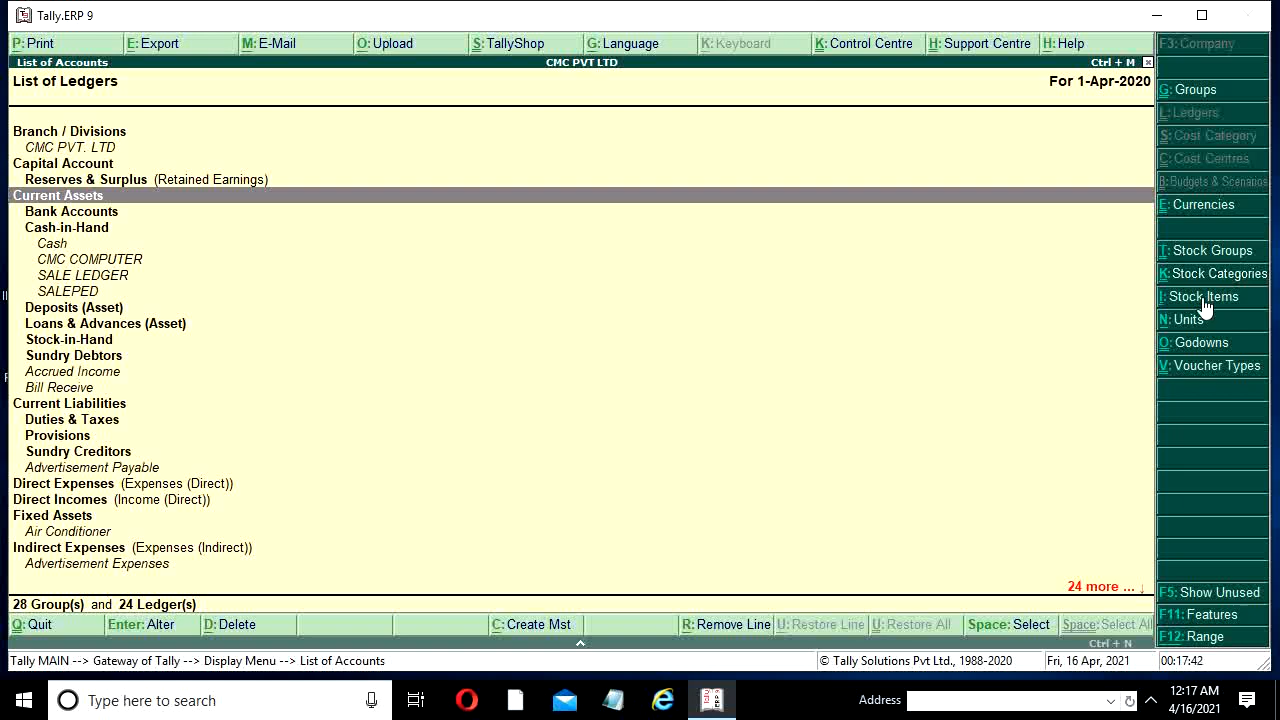 Tally.ERP 9
P: Print E: Export M: E-Mail O: Upload S: TallyShop G: Language K: Keyboard K: Control Centre H: Support Centre H: Help
F3: Company
List of Accounts CMC PVT LTD Ctrl + M
List of Ledgers For 1-Apr-2020
G: Groups
L: Ledgers
S: Cost Category
C: Cost Centres
B: Budgets & Scenarios
E: Currencies
T: Stock Groups
K: Stock Categories
I: Stock Items
N: Units
O: Godowns
V: Voucher Types
Branch / Divisions
CMC PVT. LTD
Capital Account
Reserves & Surplus (Retained Earnings)
Current Assets
Bank Accounts
Cash-in-Hand
Cash
CMC COMPUTER
SALE LEDGER
SALEPED
Deposits (Asset)
Loans & Advances (Asset)
Stock-in-Hand
Sundry Debtors
Accrued Income
Bill Receive
Current Liabilities
Duties & Taxes
Provisions
Sundry Creditors
Advertisement Payable
Direct Expenses (Expenses (Direct))
Direct Incomes (Income (Direct))
Fixed Assets
Air Conditioner
Indirect Expenses (Expenses (Indirect))
Advertisement Expenses
24 more ... ↓
28 Group(s) and 24 Ledger(s)
F5: Show Unused
F11: Features
F12: Range
Q: Quit Enter: Alter D: Delete C: Create Mst R: Remove Line U: Restore Line U: Restore All Space: Select Space: Select All
Ctrl + N
Tally MAIN --> Gateway of Tally --> Display Menu --> List of Accounts © Tally Solutions Pvt Ltd., 1988-2020 Fri, 16 Apr, 2021 00:17:42
Type here to search Address 12:17 AM
4/16/2021